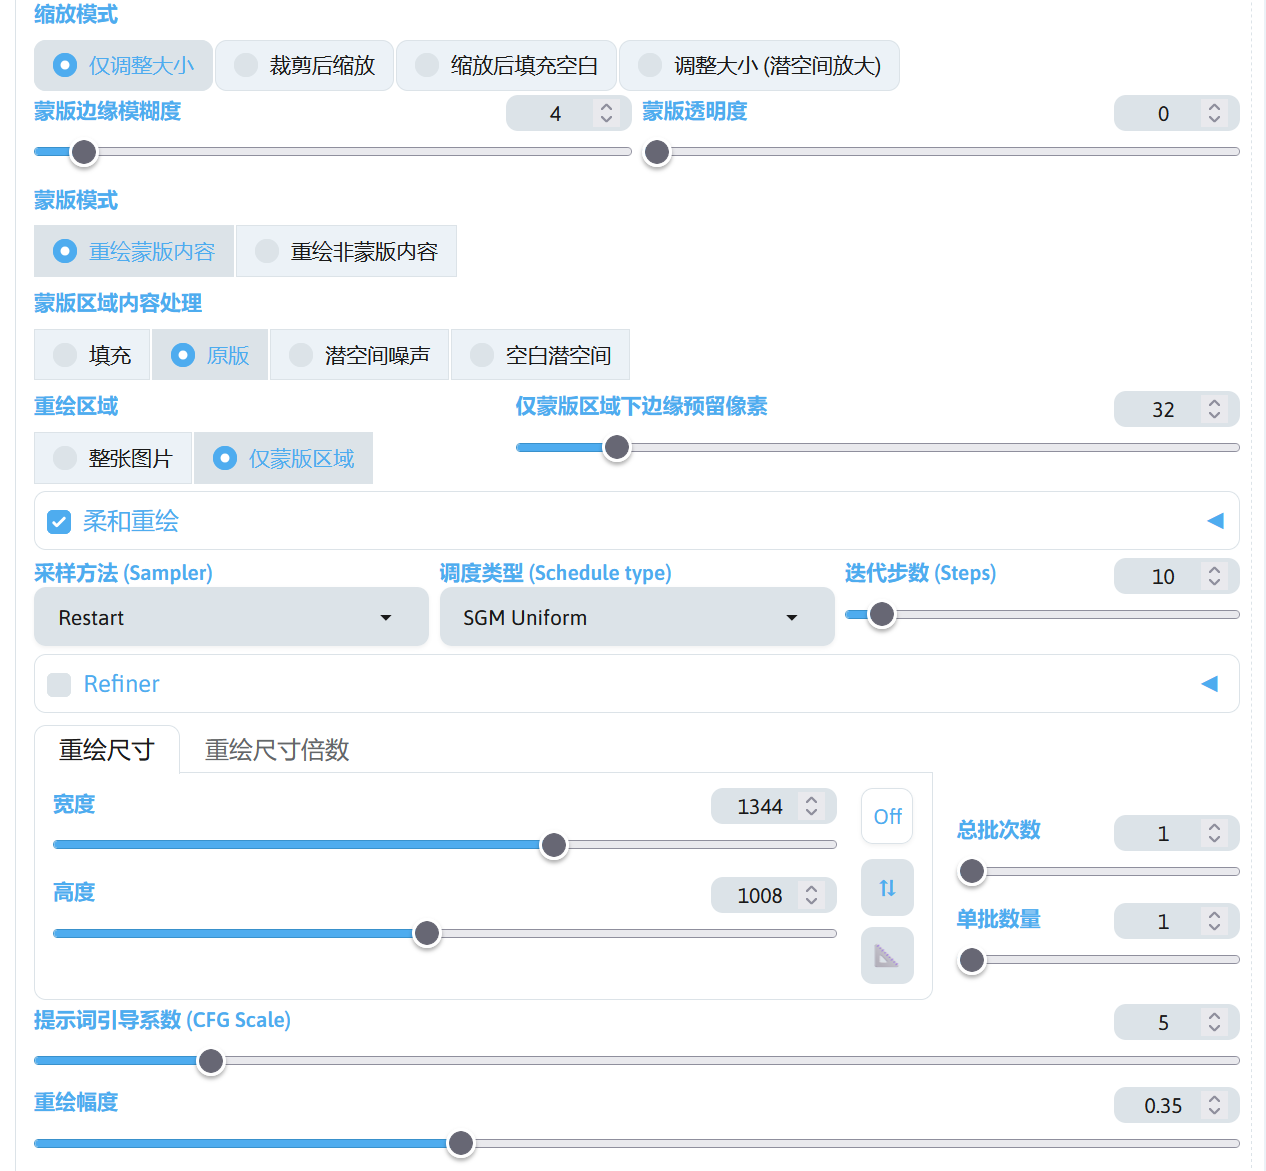 缩放模式
仅调整大小 裁剪后缩放 缩放后填充空白 调整大小 (潜空间放大)
蒙版边缘模糊度 4 蒙版透明度 0
蒙版模式
重绘蒙版内容 重绘非蒙版内容
蒙版区域内容处理
填充 原版 潜空间噪声 空白潜空间
重绘区域 仅蒙版区域下边缘预留像素 32
整张图片 仅蒙版区域
柔和重绘
采样方法 (Sampler) 调度类型 (Schedule type) 迭代步数 (Steps) 10
Restart SGM Uniform
Refiner
重绘尺寸 重绘尺寸倍数
宽度 1344 Off
总批次数 1
高度 1008
单批数量 1
提示词引导系数 (CFG Scale) 5
重绘幅度 0.35